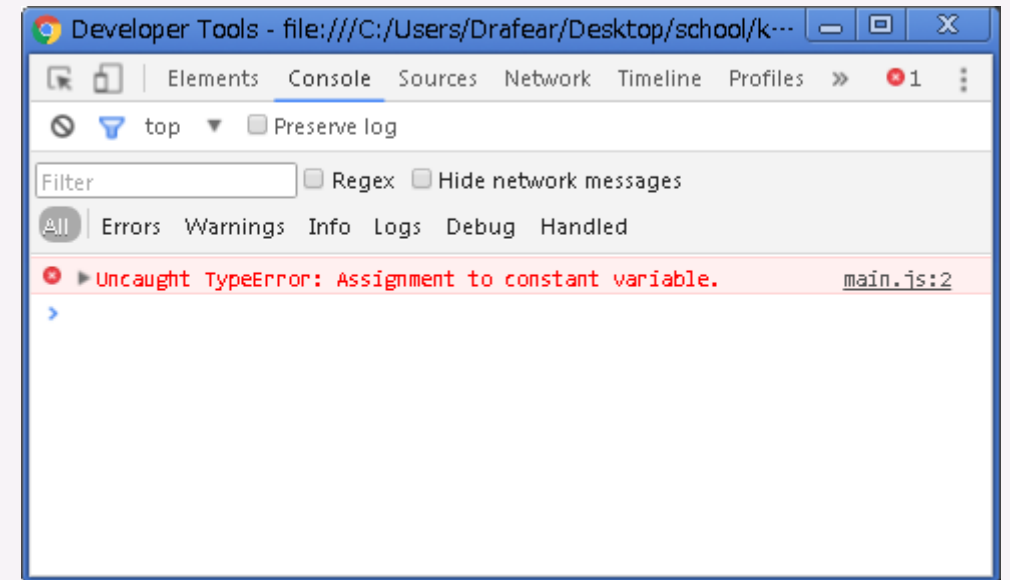 Developer Tools - file:///C:/Users/Drafear/Desktop/school/k⋯
Elements Console Sources Network Timeline Profiles » 1
top ▼ Preserve log
Filter Regex Hide network messages
All Errors Warnings Info Logs Debug Handled
Uncaught TypeError: Assignment to constant variable. main.js:2
>